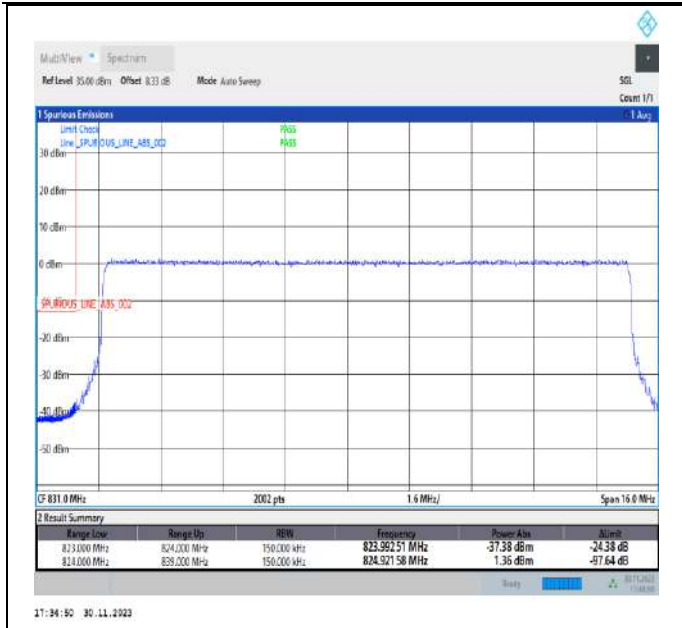 MultiView Spectrum
Ref Level 35.00 dBm Offset 8.33 dB Mode Auto Sweep SGL
Count 1/1
1 Spurious Emissions 1 Avg
Limit Check PASS
Line _SPURIOUS_LINE_ABS_002 PASS
30 dBm
20 dBm
10 dBm
0 dBm
SPURIOUS_LINE_ABS_002
-20 dBm
-30 dBm
-40 dBm
-50 dBm
CF 831.0 MHz 2002 pts 1.6 MHz/ Span 16.0 MHz
2 Result Summary
Range Low Range Up RBW Frequency Power Abs ΔLimit
823.000 MHz 824.000 MHz 150.000 kHz 823.99251 MHz -37.38 dBm -24.38 dB
824.000 MHz 839.000 MHz 150.000 kHz 824.92158 MHz 1.36 dBm -97.64 dB
Ready 30.11.2023
17:34:50 30.11.2023